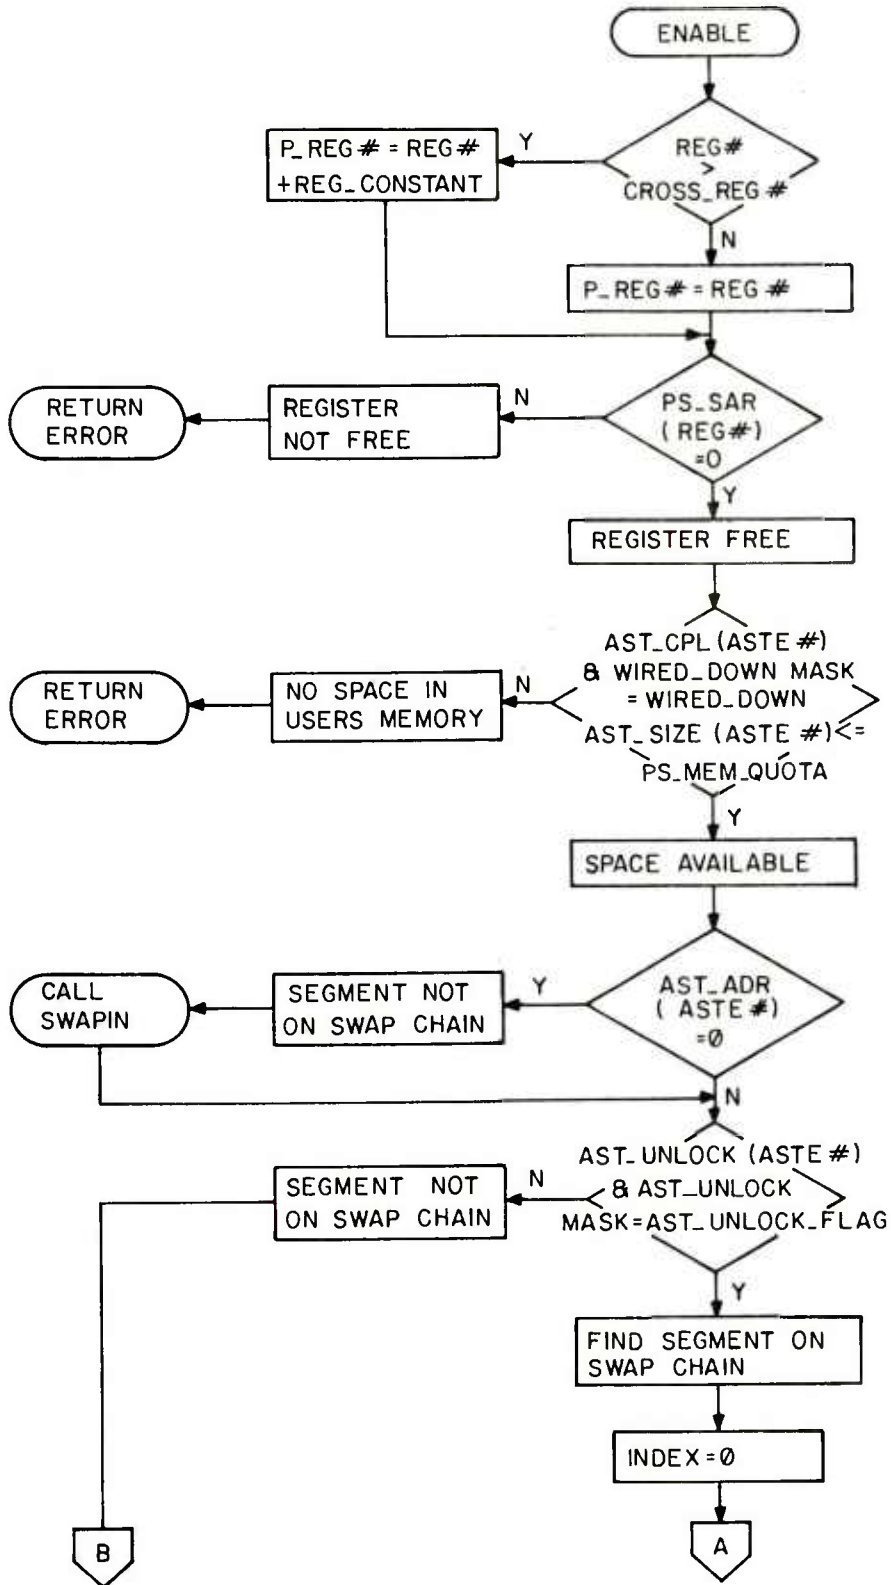 ENABLE
REG#
>
CROSS_REG#
Y
P_REG# = REG#
+REG_CONSTANT
N
P_REG# = REG#
PS_SAR
(REG#)
=0
N
REGISTER
NOT FREE
RETURN
ERROR
Y
REGISTER FREE
AST_CPL (ASTE #)
& WIRED_DOWN MASK
= WIRED_DOWN
AST_SIZE (ASTE #)<=
PS_MEM_QUOTA
N
NO SPACE IN
USERS MEMORY
RETURN
ERROR
Y
SPACE AVAILABLE
AST_ADR
( ASTE #)
=Ø
Y
SEGMENT NOT
ON SWAP CHAIN
CALL
SWAPIN
N
AST_UNLOCK (ASTE #)
& AST_UNLOCK
MASK=AST_UNLOCK_FLAG
N
SEGMENT NOT
ON SWAP CHAIN
Y
FIND SEGMENT ON
SWAP CHAIN
INDEX=Ø
B
A